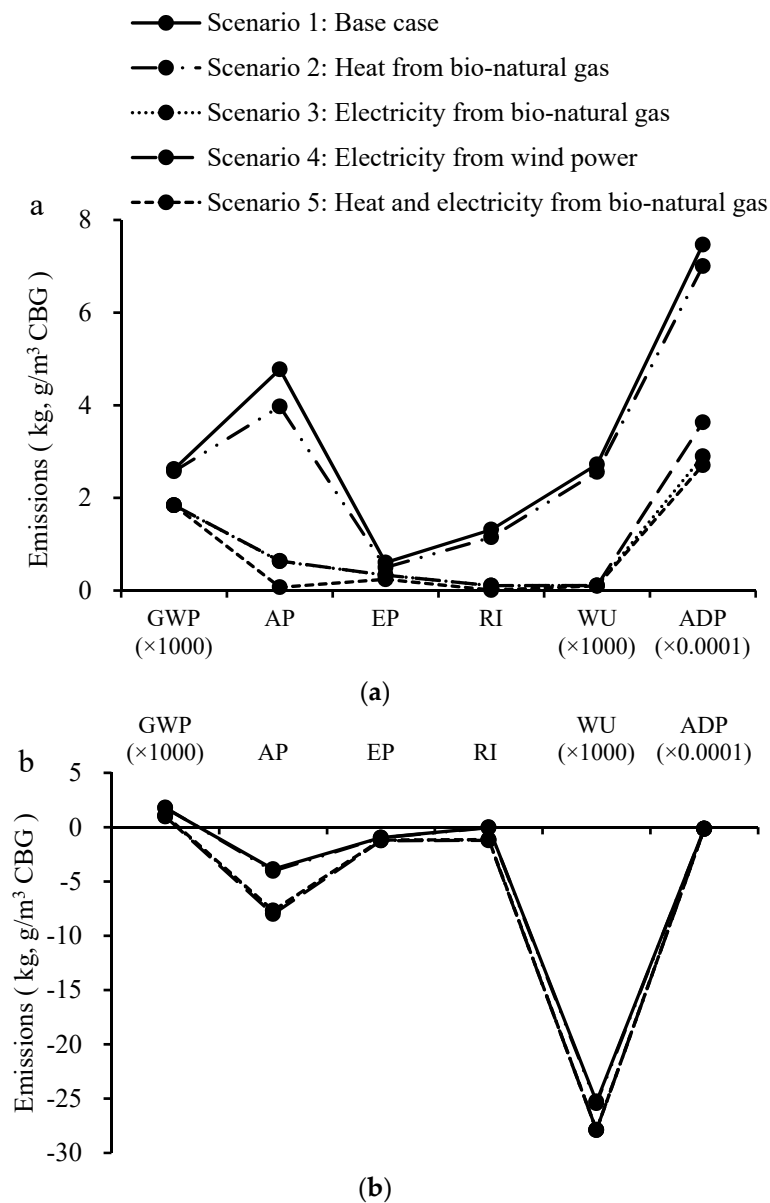 Scenario 1: Base case
Scenario 2: Heat from bio-natural gas
Scenario 3: Electricity from bio-natural gas
Scenario 4: Electricity from wind power
Scenario 5: Heat and electricity from bio-natural gas
a
Emissions ( kg, g/m³ CBG )
8
6
4
2
0
GWP AP EP RI WU ADP
(×1000) (×1000) (×0.0001)
(a)
GWP AP EP RI WU ADP
(×1000) (×1000) (×0.0001)
b
Emissions ( kg, g/m³ CBG )
5
0
-5
-10
-15
-20
-25
-30
(b)